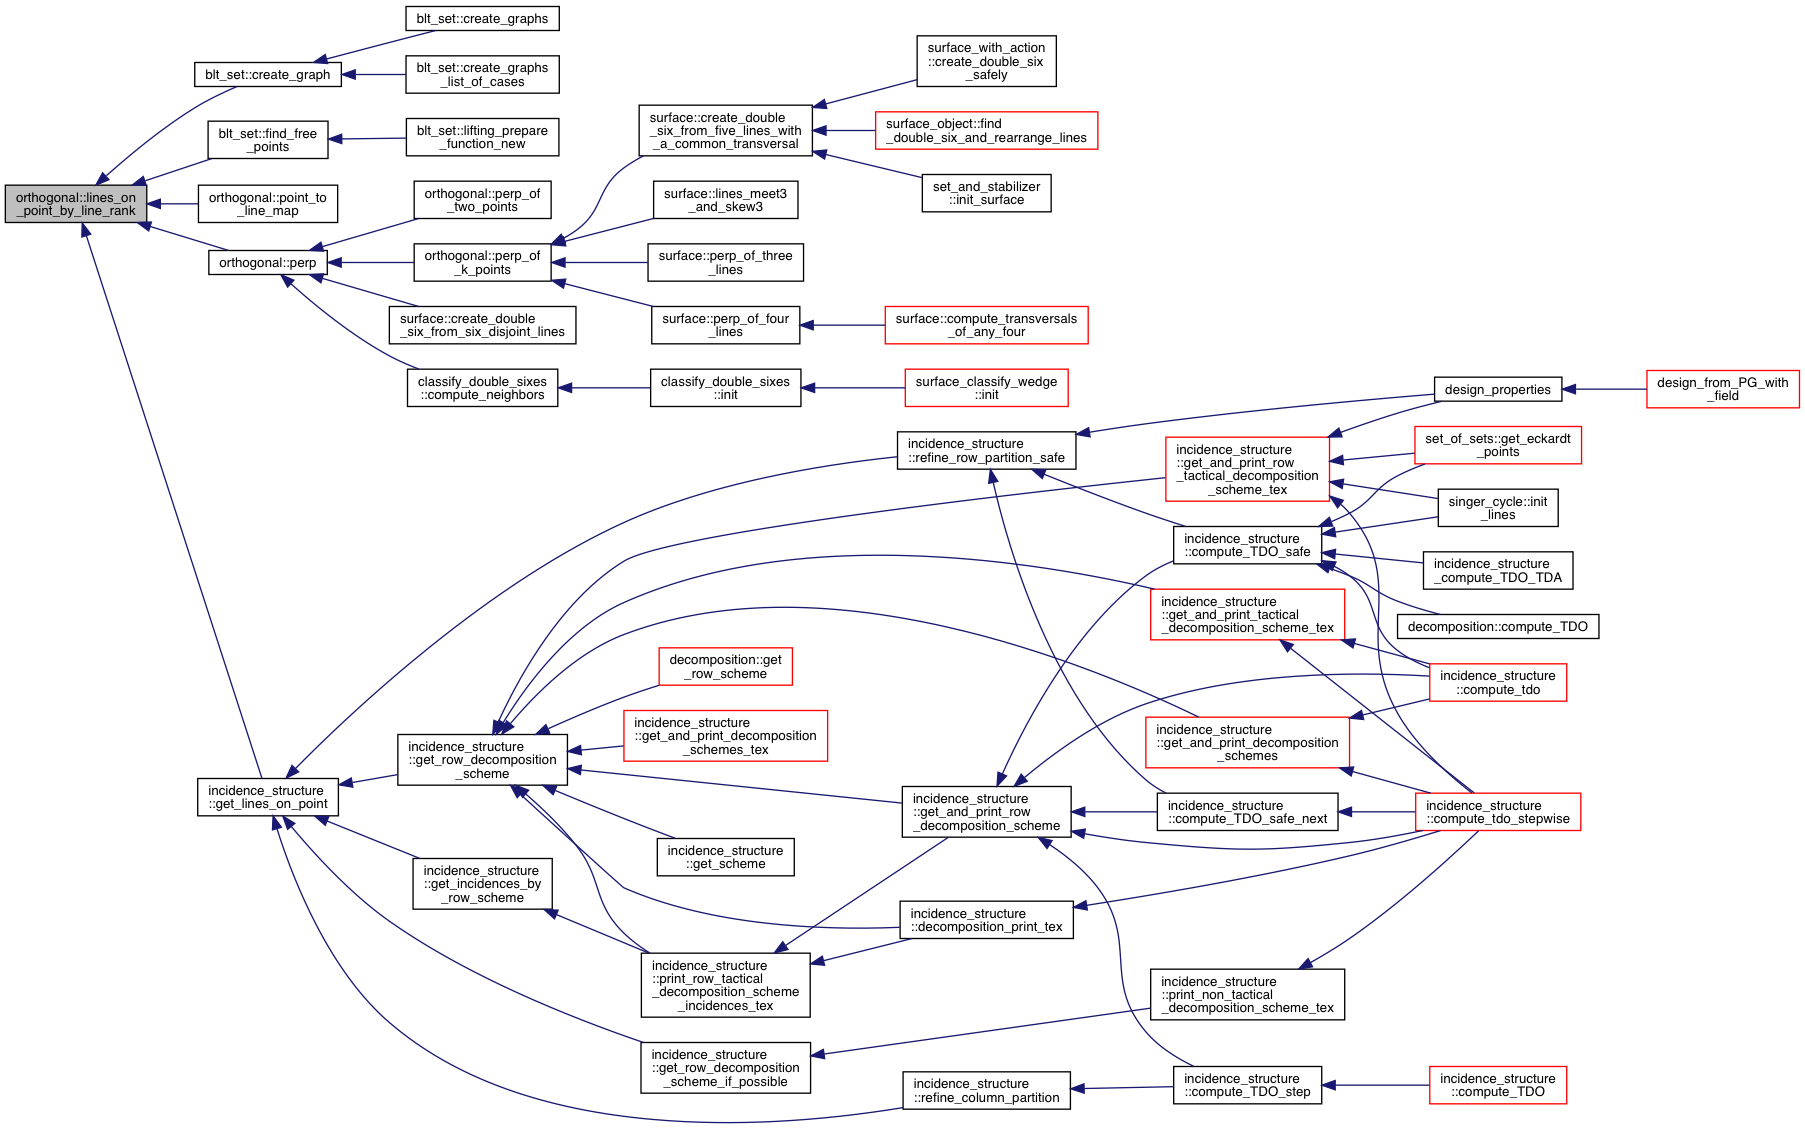 blt_set::create_graphs
blt_set::create_graph
blt_set::create_graphs
_list_of_cases
blt_set::find_free
_points
blt_set::lifting_prepare
_function_new
orthogonal::lines_on
_point_by_line_rank
orthogonal::point_to
_line_map
orthogonal::perp
orthogonal::perp_of
_two_points
orthogonal::perp_of
_k_points
surface::create_double
_six_from_six_disjoint_lines
classify_double_sixes
::compute_neighbors
surface::create_double
_six_from_five_lines_with
_a_common_transversal
surface::lines_meet3
_and_skew3
surface::perp_of_three
_lines
surface::perp_of_four
_lines
classify_double_sixes
::init
surface_with_action
::create_double_six
_safely
surface_object::find
_double_six_and_rearrange_lines
set_and_stabilizer
::init_surface
surface::compute_transversals
_of_any_four
surface_classify_wedge
::init
incidence_structure
::get_lines_on_point
incidence_structure
::get_row_decomposition
_scheme
incidence_structure
::get_incidences_by
_row_scheme
decomposition::get
_row_scheme
incidence_structure
::get_and_print_decomposition
_schemes_tex
incidence_structure
::get_scheme
incidence_structure
::print_row_tactical
_decomposition_scheme
_incidences_tex
incidence_structure
::get_row_decomposition
_scheme_if_possible
incidence_structure
::refine_row_partition_safe
incidence_structure
::get_and_print_row
_decomposition_scheme
incidence_structure
::decomposition_print_tex
incidence_structure
::refine_column_partition
incidence_structure
::get_and_print_row
_tactical_decomposition
_scheme_tex
incidence_structure
::compute_TDO_safe
incidence_structure
::get_and_print_tactical
_decomposition_scheme_tex
incidence_structure
::get_and_print_decomposition
_schemes
incidence_structure
::compute_TDO_safe_next
incidence_structure
::print_non_tactical
_decomposition_scheme_tex
incidence_structure
::compute_TDO_step
design_properties
design_from_PG_with
_field
set_of_sets::get_eckardt
_points
singer_cycle::init
_lines
incidence_structure
_compute_TDO_TDA
decomposition::compute_TDO
incidence_structure
::compute_tdo
incidence_structure
::compute_tdo_stepwise
incidence_structure
::compute_TDO